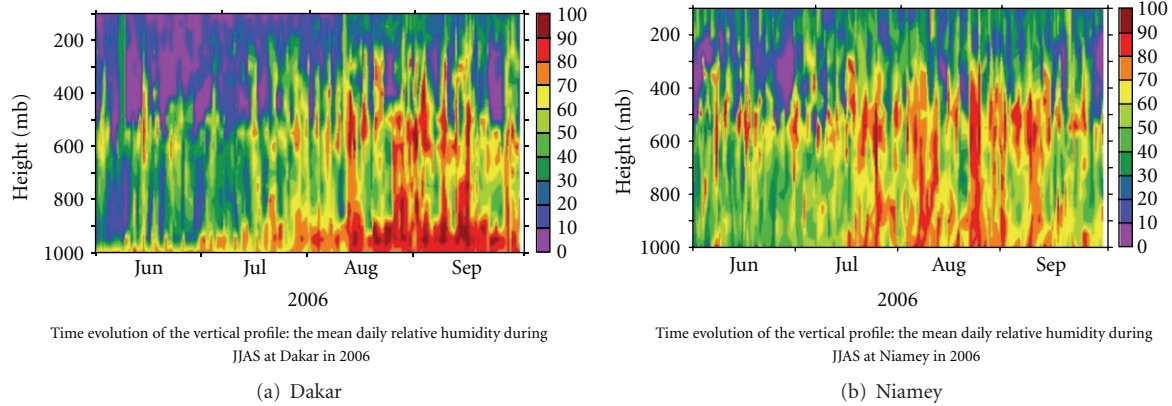 Height (mb)
200
400
600
800
1000
Jun
Jul
Aug
Sep
2006
100
90
80
70
60
50
40
30
20
10
0
Time evolution of the vertical profile: the mean daily relative humidity during
JJAS at Dakar in 2006
(a) Dakar
Height (mb)
200
400
600
800
1000
Jun
Jul
Aug
Sep
2006
100
90
80
70
60
50
40
30
20
10
0
Time evolution of the vertical profile: the mean daily relative humidity during
JJAS at Niamey in 2006
(b) Niamey